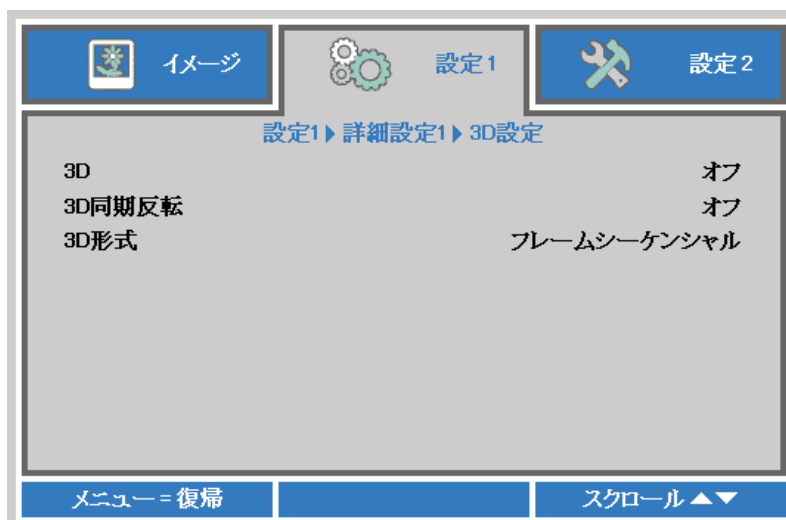 イメージ
設定1
設定2
設定1▶詳細設定1▶3D設定
3D オフ
3D同期反転 オフ
3D形式 フレームシーケンシャル
メニュー=復帰
スクロール▲▼